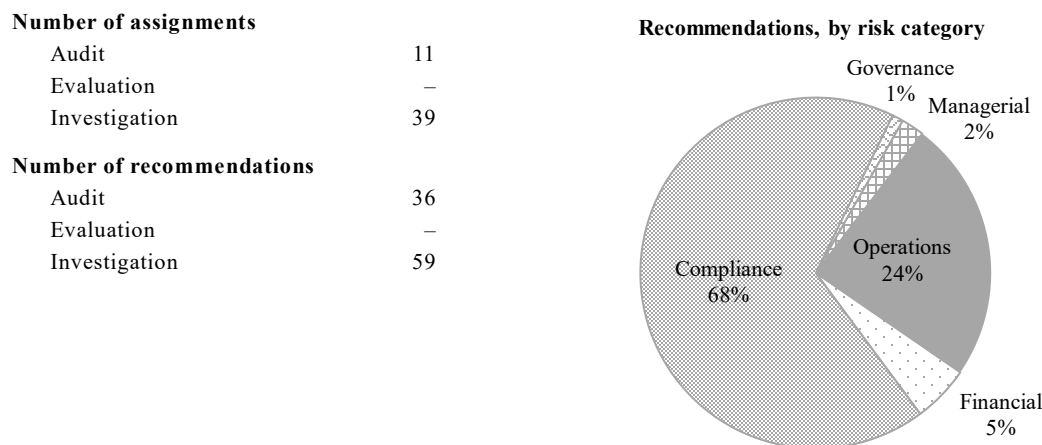 Number of assignments
Audit 11
Evaluation –
Investigation 39
Number of recommendations
Audit 36
Evaluation –
Investigation 59
Recommendations, by risk category
Governance
1%
Managerial
2%
Operations
24%
Compliance
68%
Financial
5%